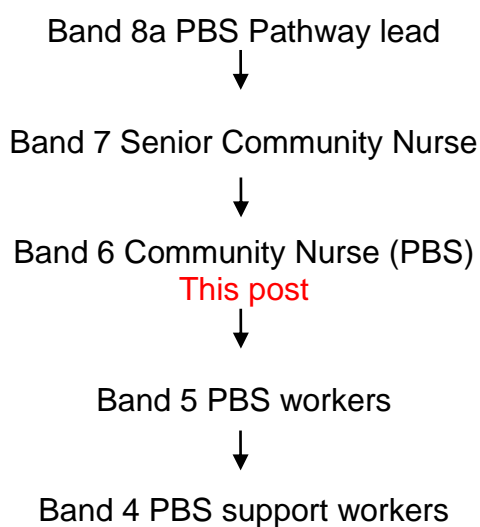 Band 8a PBS Pathway lead
Band 7 Senior Community Nurse
Band 6 Community Nurse (PBS)
This post
Band 5 PBS workers
Band 4 PBS support workers